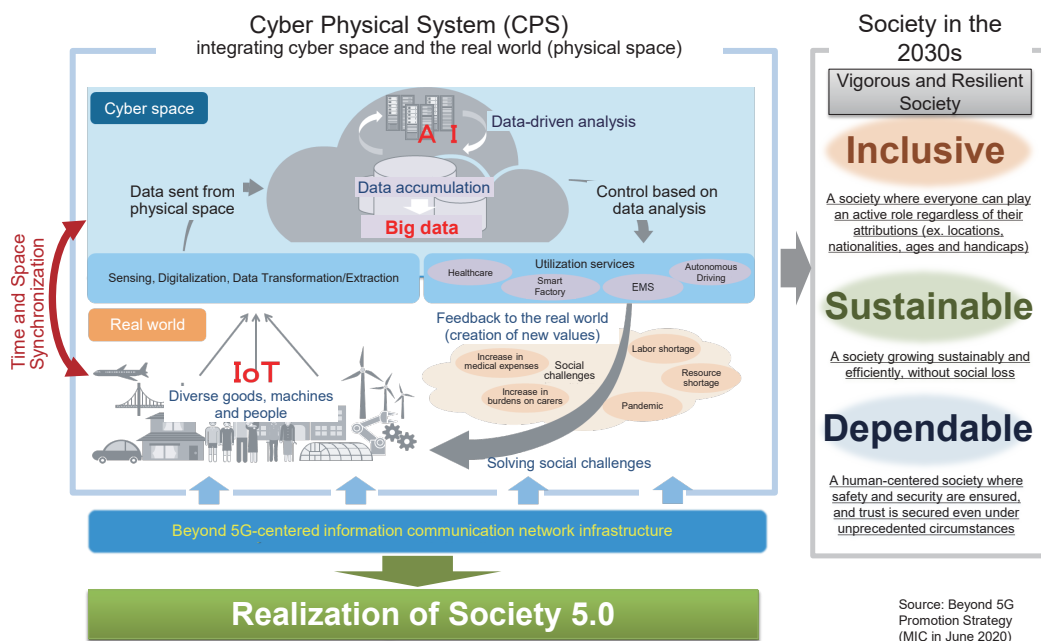 Cyber Physical System (CPS)
integrating cyber space and the real world (physical space)
Cyber space
A I
Data-driven analysis
Data sent from
physical space
Data accumulation
Big data
Control based on
data analysis
Time and Space
Synchronization
Sensing, Digitalization, Data Transformation/Extraction
Utilization services
Healthcare
Smart
Factory
EMS
Autonomous
Driving
Real world
Feedback to the real world
(creation of new values)
IoT
Diverse goods, machines
and people
Increase in
medical expenses
Social
challenges
Labor shortage
Resource
shortage
Increase in
burdens on carers
Pandemic
Solving social challenges
Beyond 5G-centered information communication network infrastructure
Realization of Society 5.0
Society in the
2030s
Vigorous and Resilient
Society
Inclusive
A society where everyone can play
an active role regardless of their
attributions (ex. locations,
nationalities, ages and handicaps)
Sustainable
A society growing sustainably and
efficiently, without social loss
Dependable
A human-centered society where
safety and security are ensured,
and trust is secured even under
unprecedented circumstances
Source: Beyond 5G
Promotion Strategy
(MIC in June 2020)